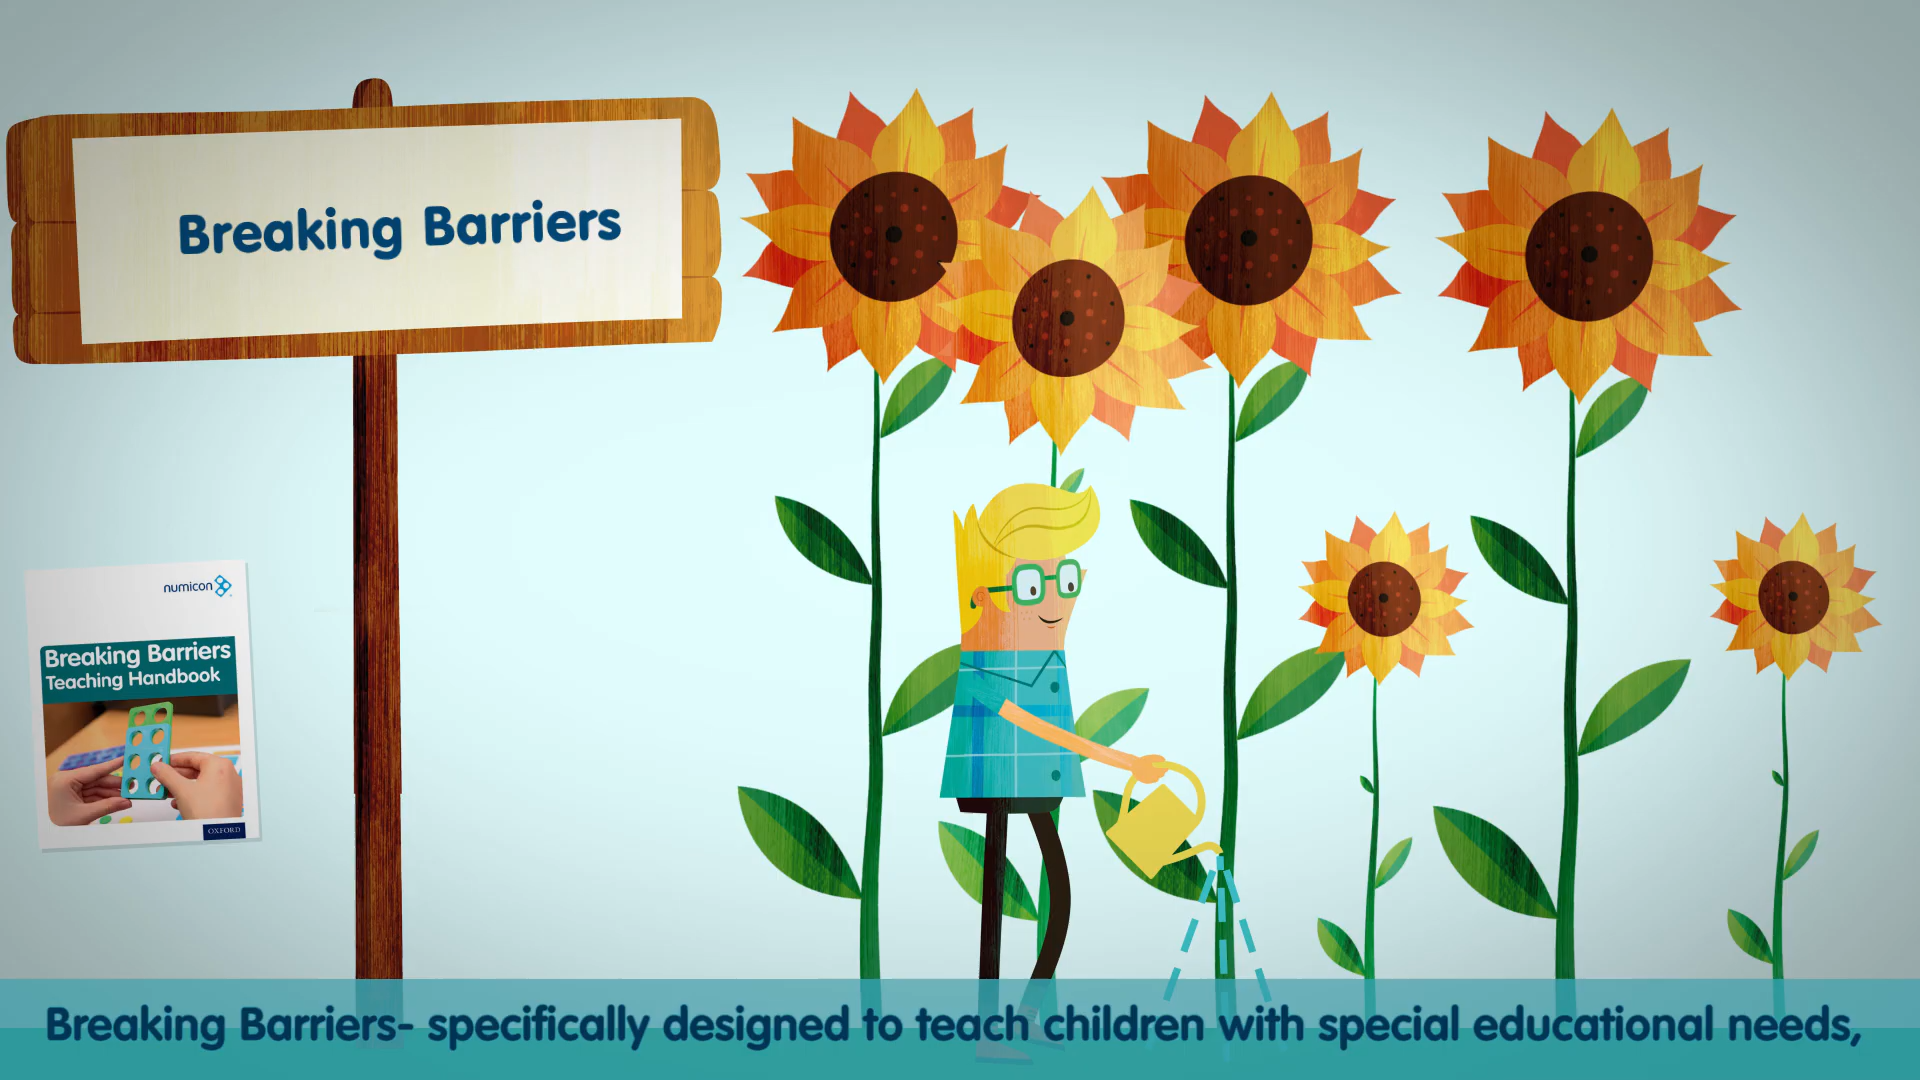 Breaking Barriers
numicon
Breaking Barriers
Teaching Handbook
OXFORD
Breaking Barriers- specifically designed to teach children with special educational needs,